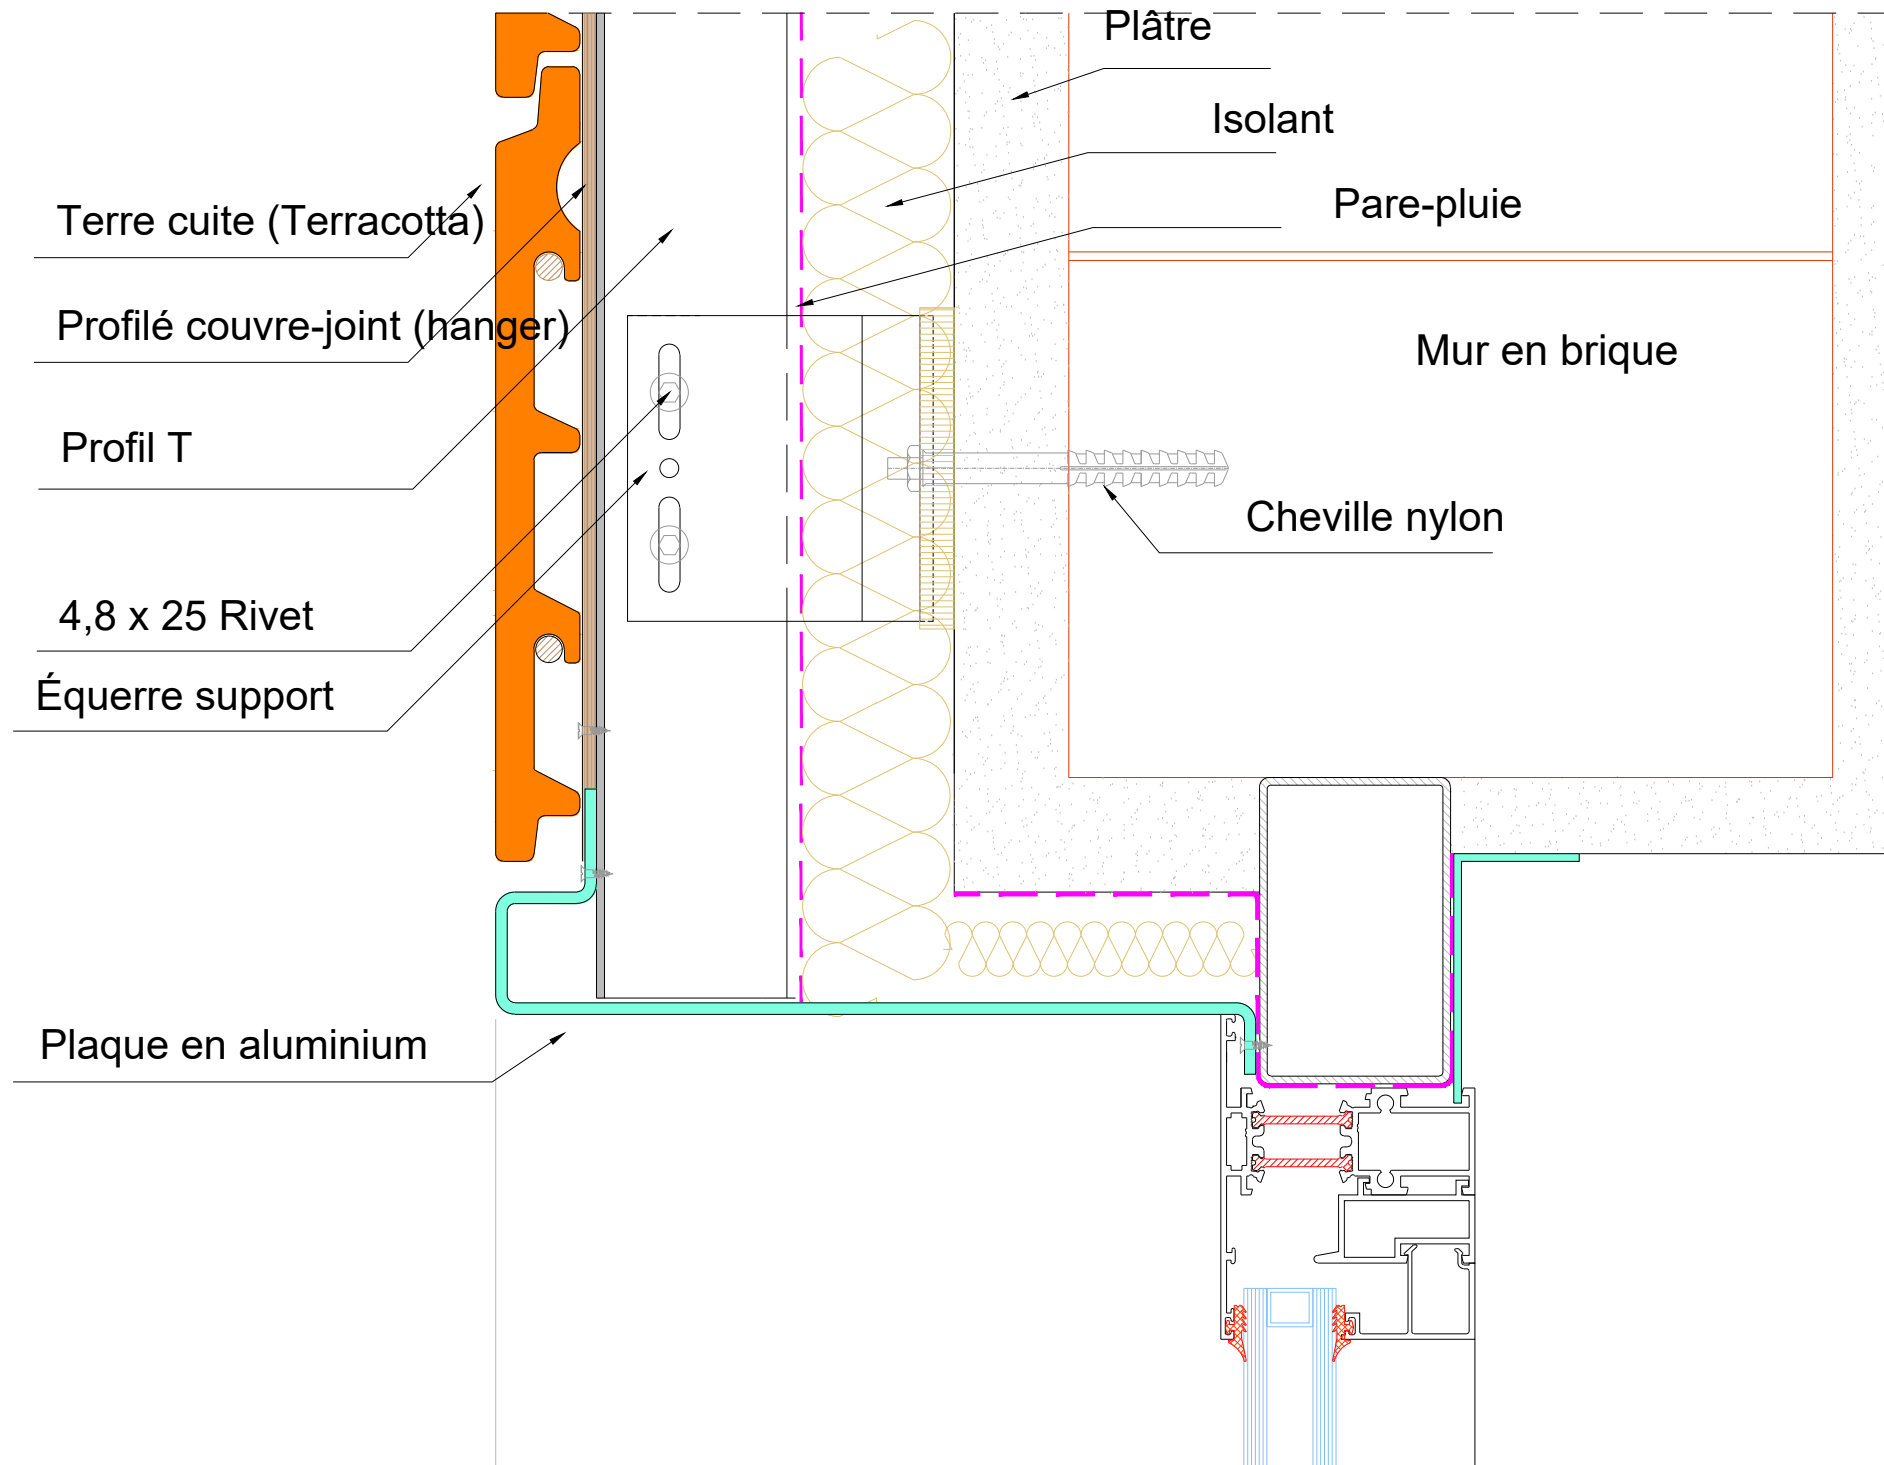 Plâtre
Isolant
Pare-pluie
Mur en brique
Cheville nylon
Terre cuite (Terracotta)
Profilé couvre-joint (hanger)
Profil T
4,8 x 25 Rivet
Équerre support
Plaque en aluminium